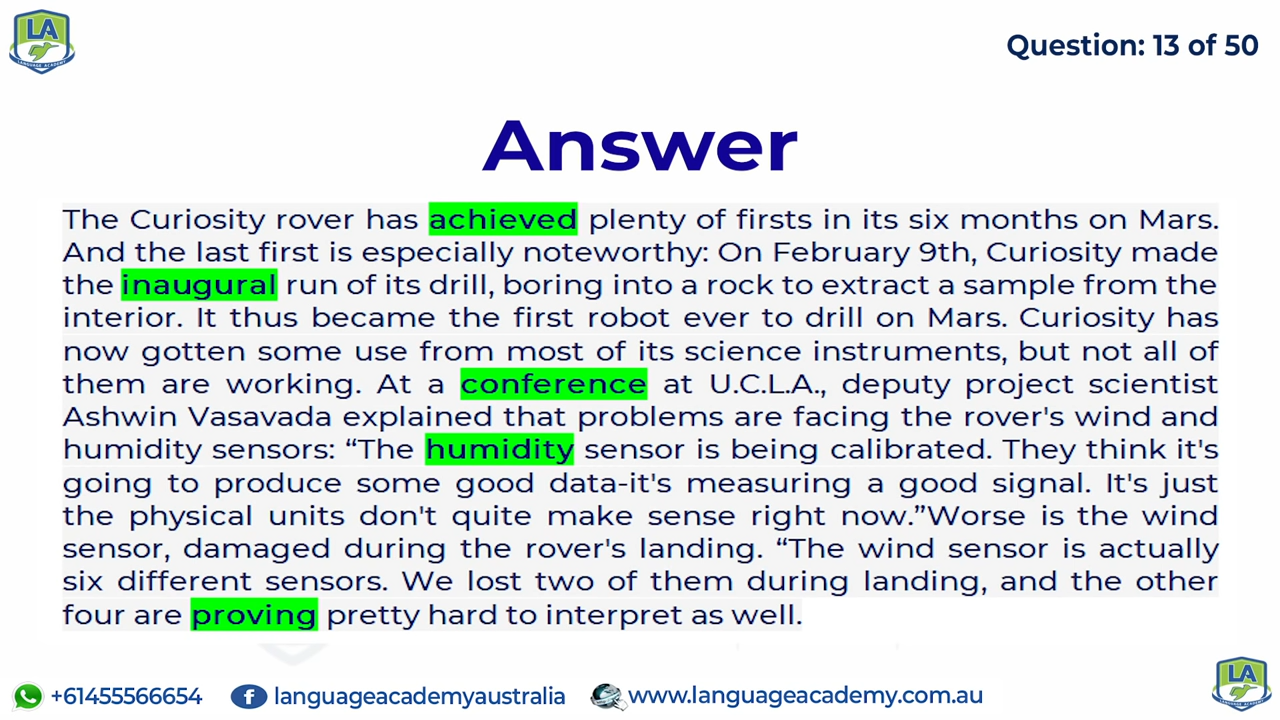 LA
LANGUAGE ACADEMY
Question: 13 of 50
Answer
The Curiosity rover has achieved plenty of firsts in its six months on Mars.
And the last first is especially noteworthy: On February 9th, Curiosity made
the inaugural run of its drill, boring into a rock to extract a sample from the
interior. It thus became the first robot ever to drill on Mars. Curiosity has
now gotten some use from most of its science instruments, but not all of
them are working. At a conference at U.C.L.A., deputy project scientist
Ashwin Vasavada explained that problems are facing the rover's wind and
humidity sensors: “The humidity sensor is being calibrated. They think it's
going to produce some good data-it's measuring a good signal. It's just
the physical units don't quite make sense right now.”Worse is the wind
sensor, damaged during the rover's landing. “The wind sensor is actually
six different sensors. We lost two of them during landing, and the other
four are proving pretty hard to interpret as well.
+61455566654
languageacademyaustralia
www.languageacademy.com.au
LA
LANGUAGE ACADEMY